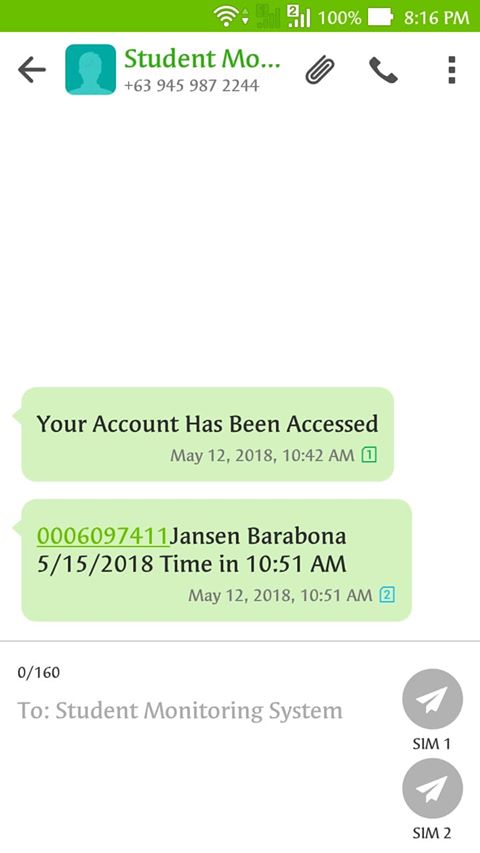 100% 8:16 PM
Student Mo...
+63 945 987 2244
Your Account Has Been Accessed
May 12, 2018, 10:42 AM 1
0006097411Jansen Barabona
5/15/2018 Time in 10:51 AM
May 12, 2018, 10:51 AM 2
0/160
To: Student Monitoring System
SIM 1
SIM 2